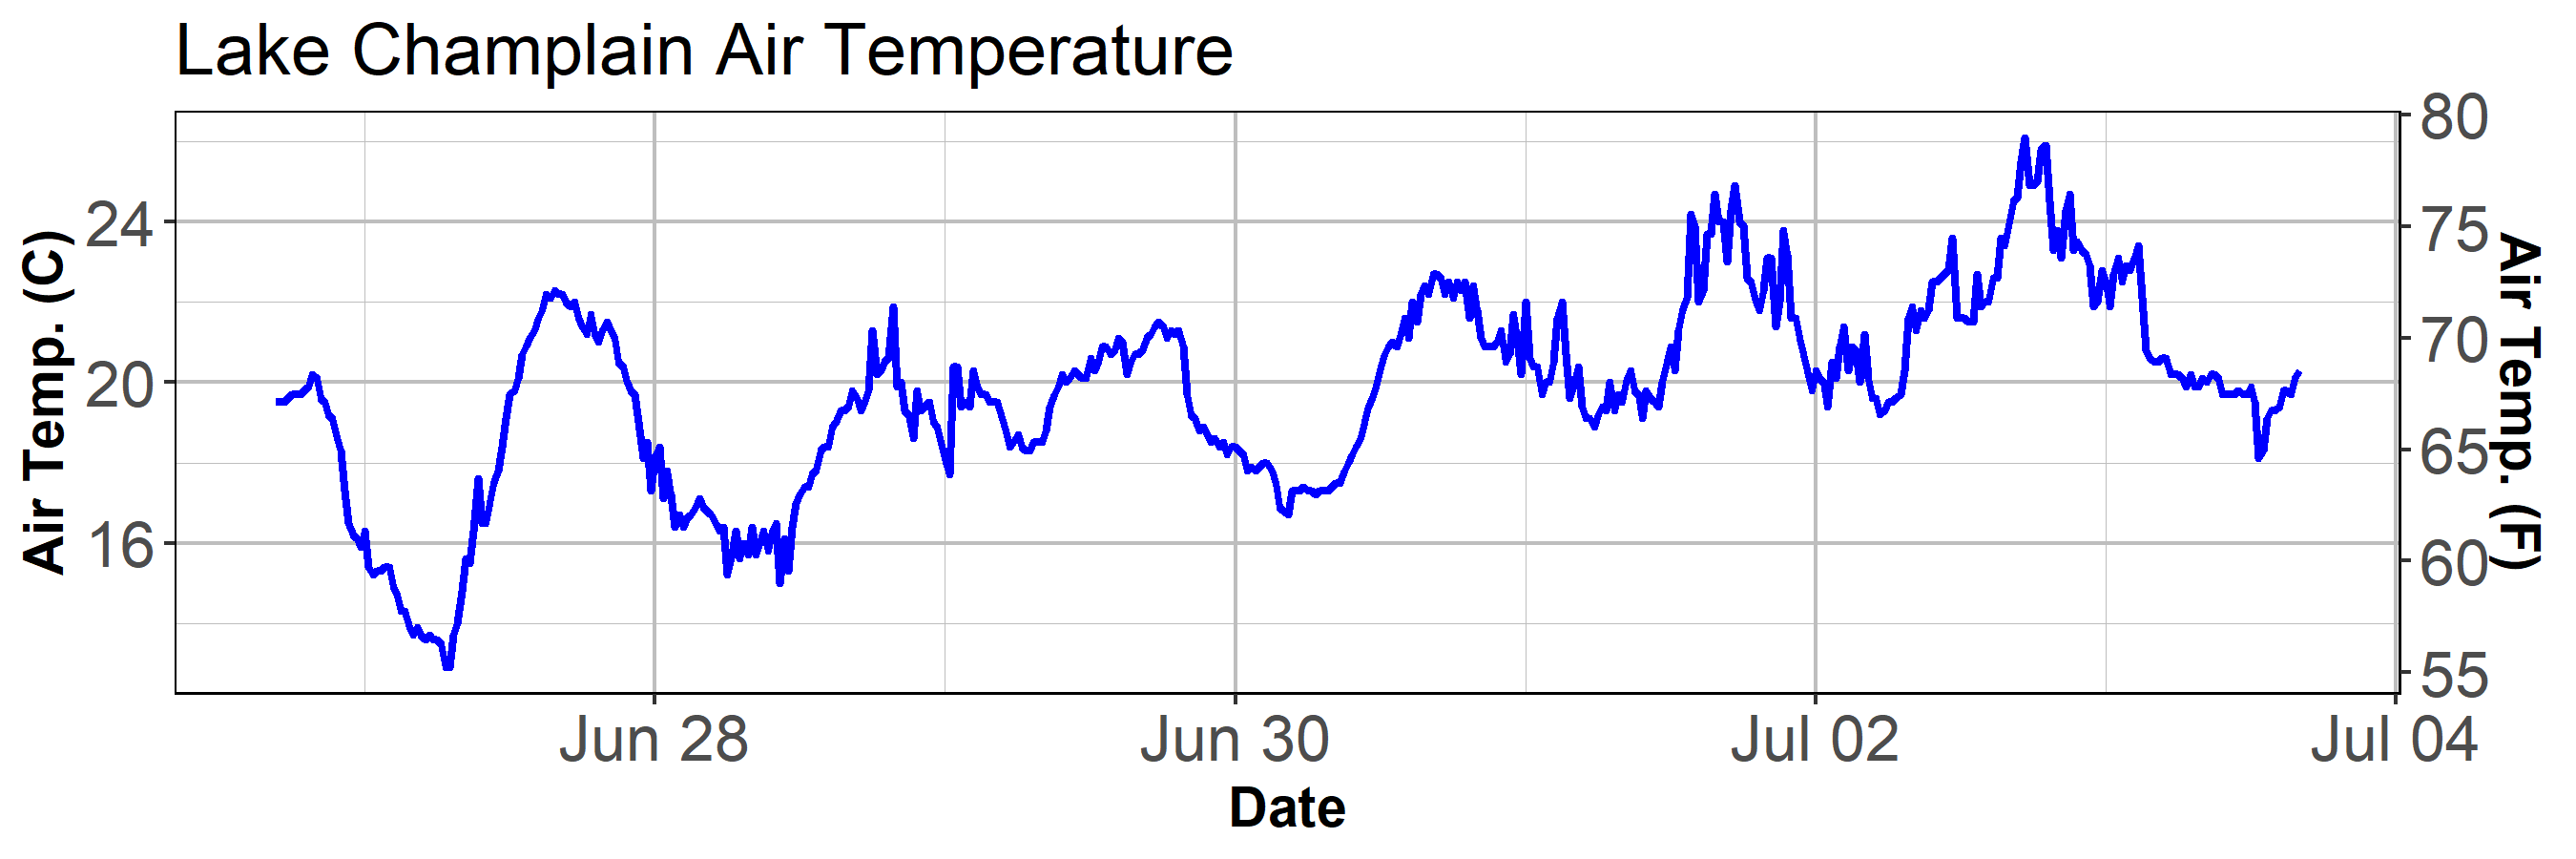 Lake Champlain Air Temperature
Air Temp. (C)
24
20
16
80
75
70
65
60
55
Air Temp. (F)
Jun 28
Jun 30
Jul 02
Jul 04
Date